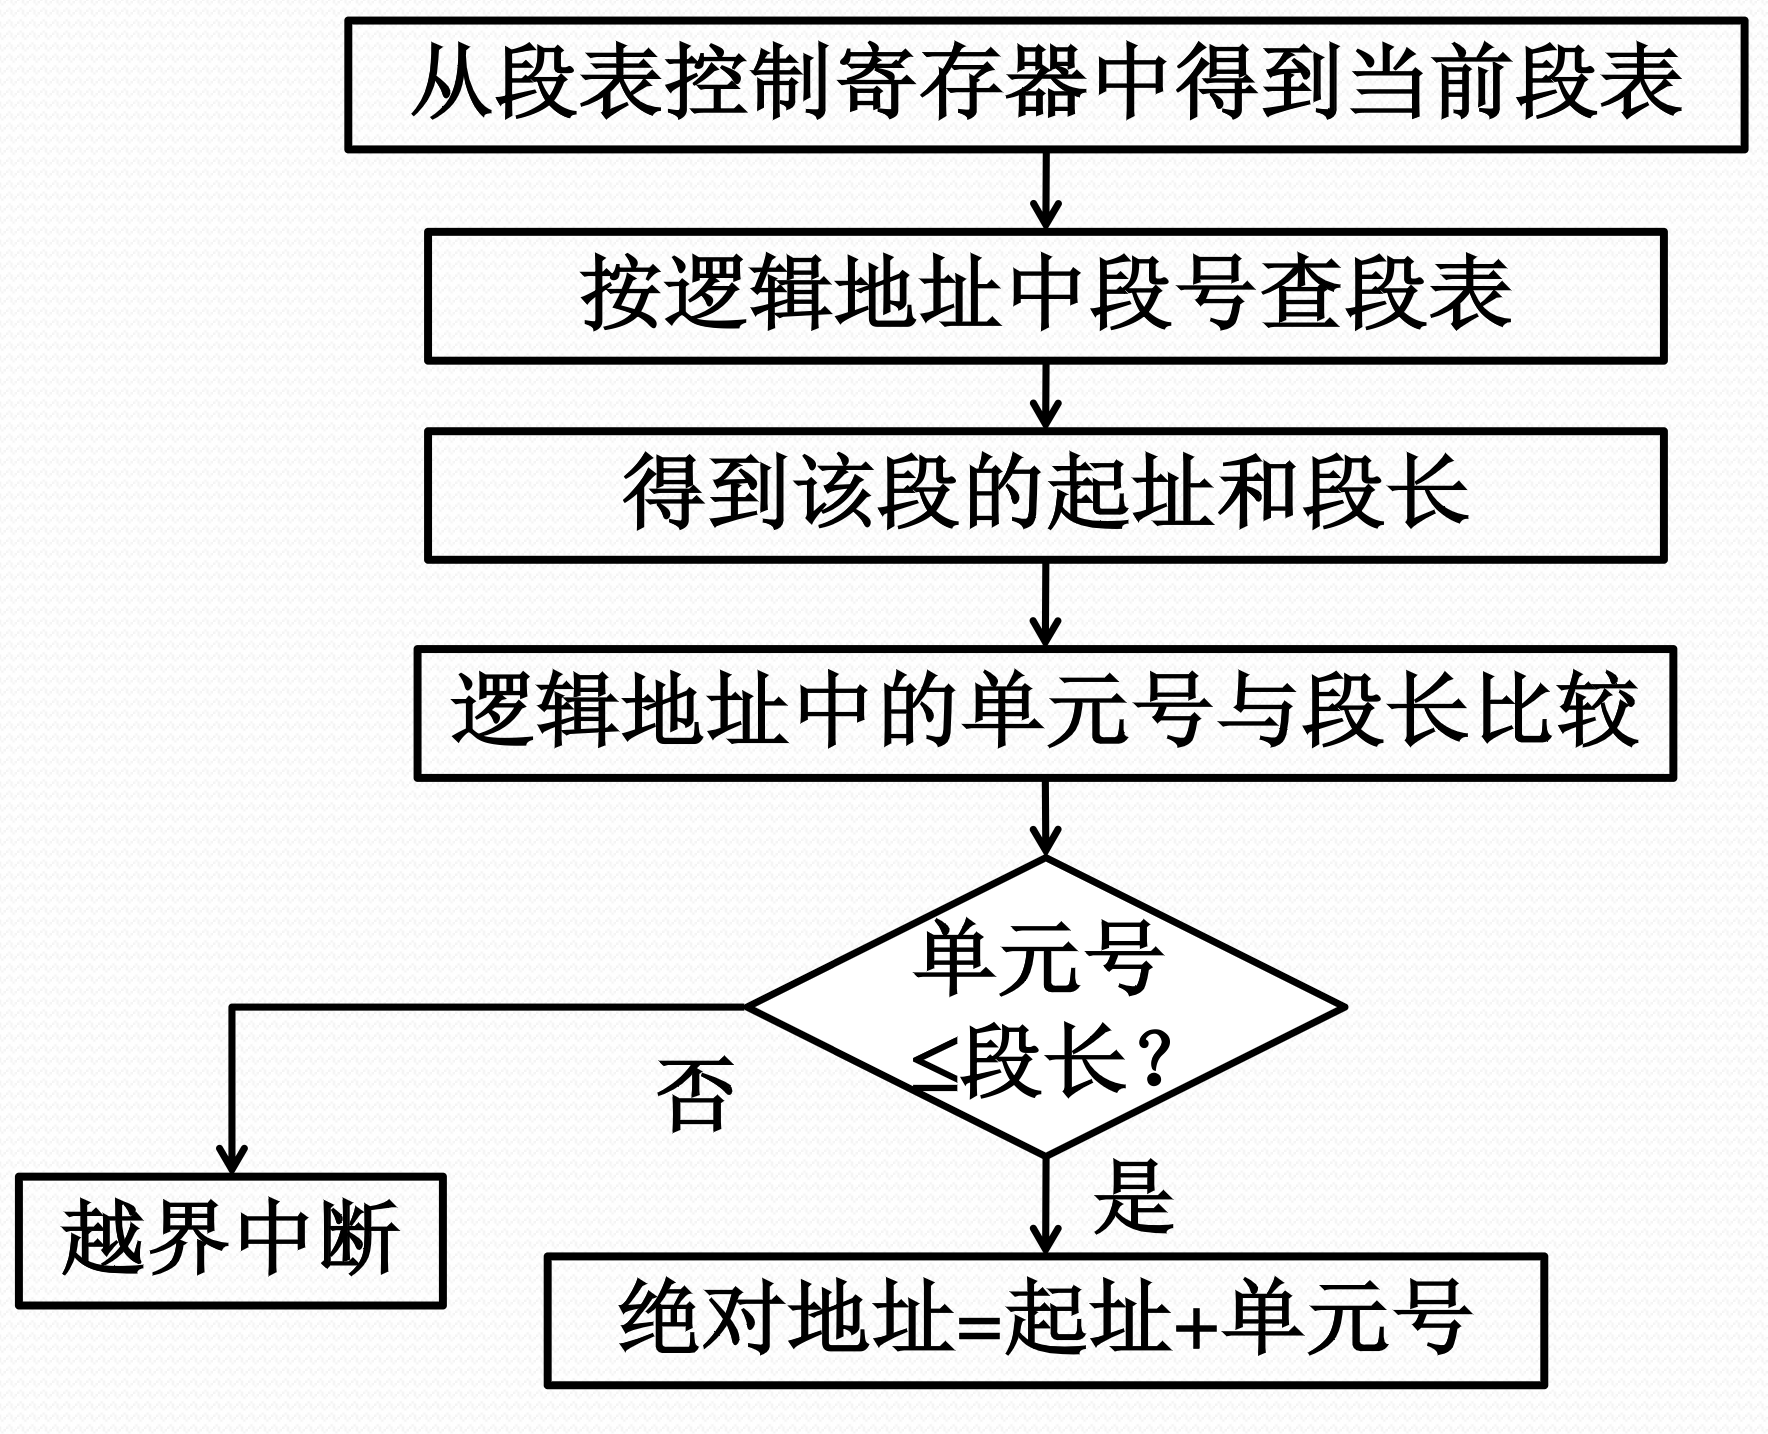 从段表控制寄存器中得到当前段表
按逻辑地址中段号查段表
得到该段的起址和段长
逻辑地址中的单元号与段长比较
单元号
≤段长？
否
是
越界中断
绝对地址=起址+单元号